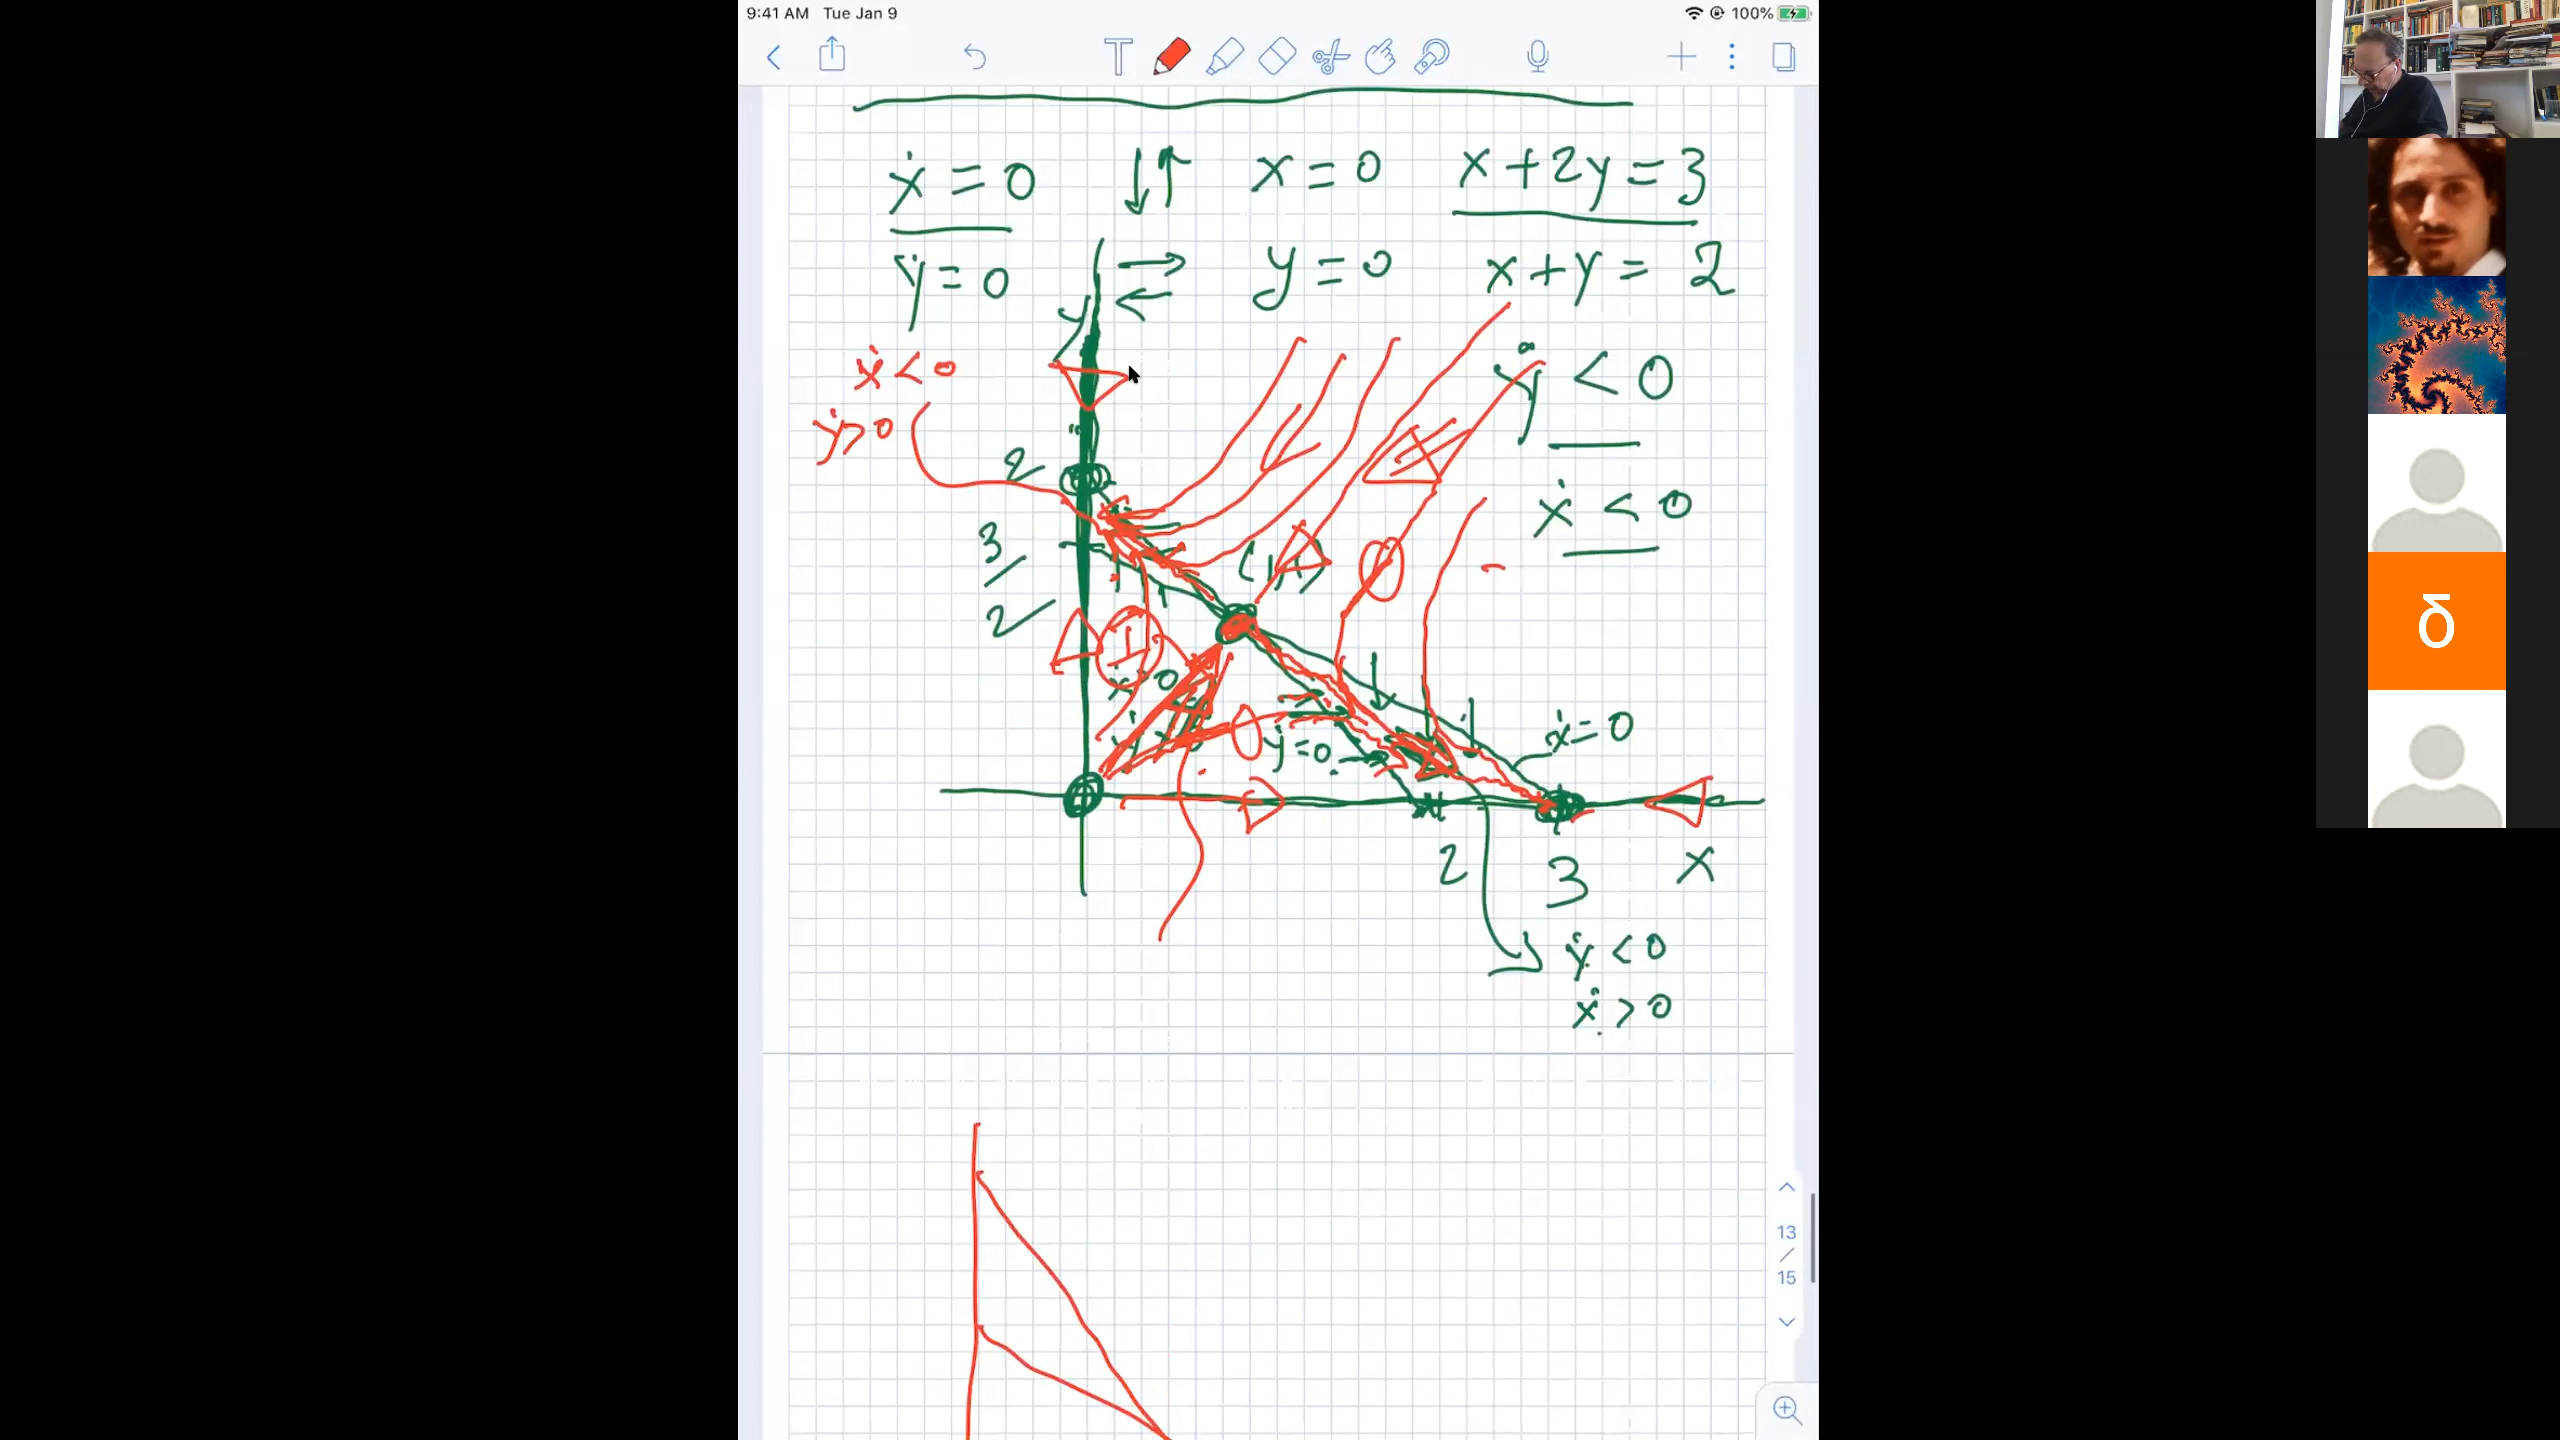 9:41 AM Tue Jan 9 100%
ẋ = 0 ↓↑ x = 0 x + 2y = 3
ẏ = 0 → ← y = 0 x + y = 2
y
ẋ < 0
ẏ > 0
ẏ < 0
ẋ < 0
2
3/2
(1,1)
I
ẋ > 0
ẏ = 0
ẋ = 0
2 3 x
ẏ < 0
ẋ > 0
13
/
15
δ